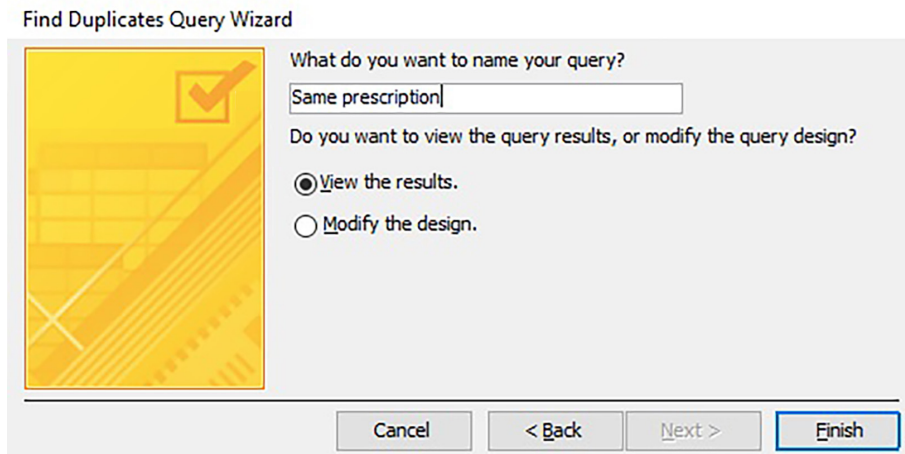 Find Duplicates Query Wizard
What do you want to name your query?
Same prescription
Do you want to view the query results, or modify the query design?
View the results.
Modify the design.
Cancel
< Back
Next >
Finish